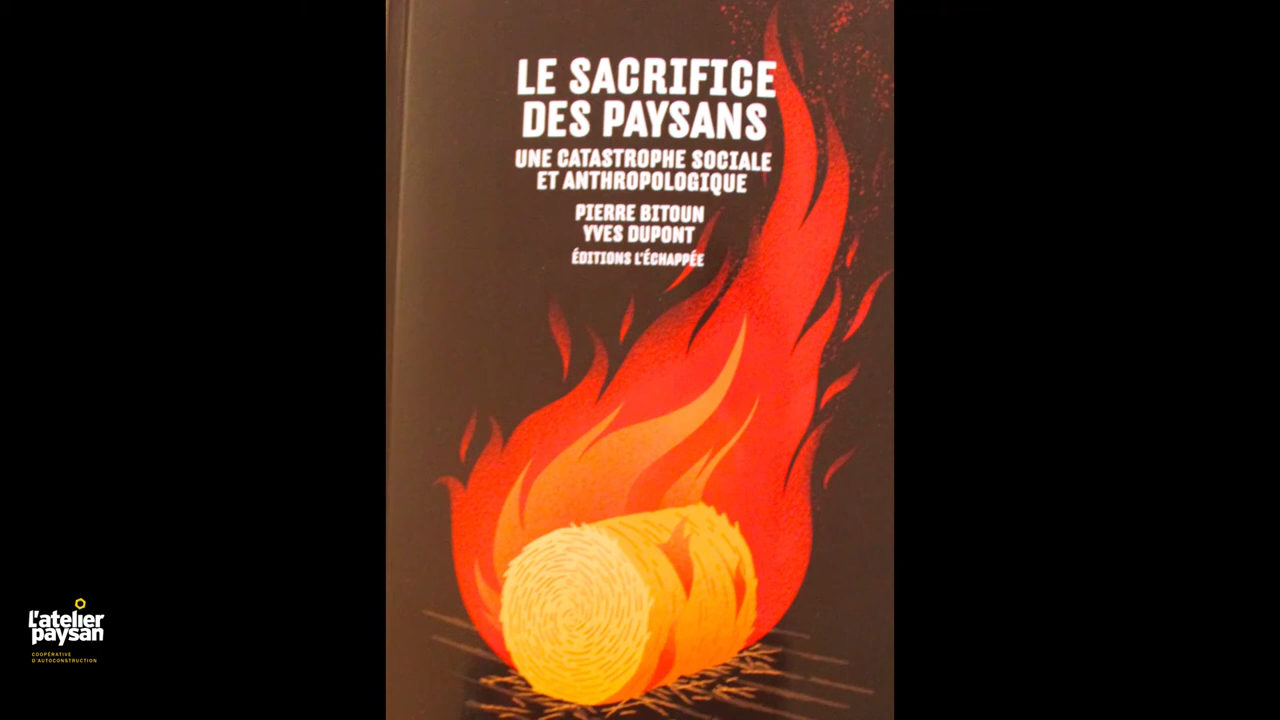 LE SACRIFICE
DES PAYSANS
UNE CATASTROPHE SOCIALE
ET ANTHROPOLOGIQUE
PIERRE BITOUN
YVES DUPONT
ÉDITIONS L'ÉCHAPPÉE
l'atelier
paysan
COOPÉRATIVE
D'AUTOCONSTRUCTION